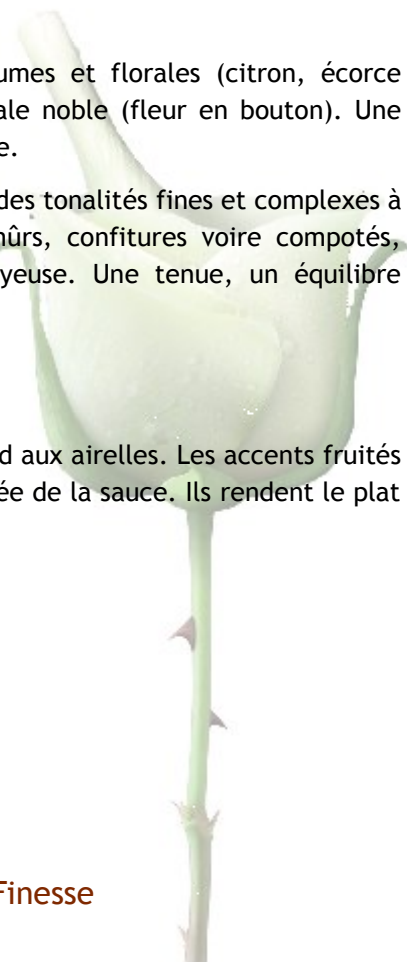 umes et florales (citron, écorce
ale noble (fleur en bouton). Une
e.
des tonalités fines et complexes à
nûrs, confitures voire compotés,
yeuse. Une tenue, un équilibre
d aux airelles. Les accents fruités
ée de la sauce. Ils rendent le plat
Finesse